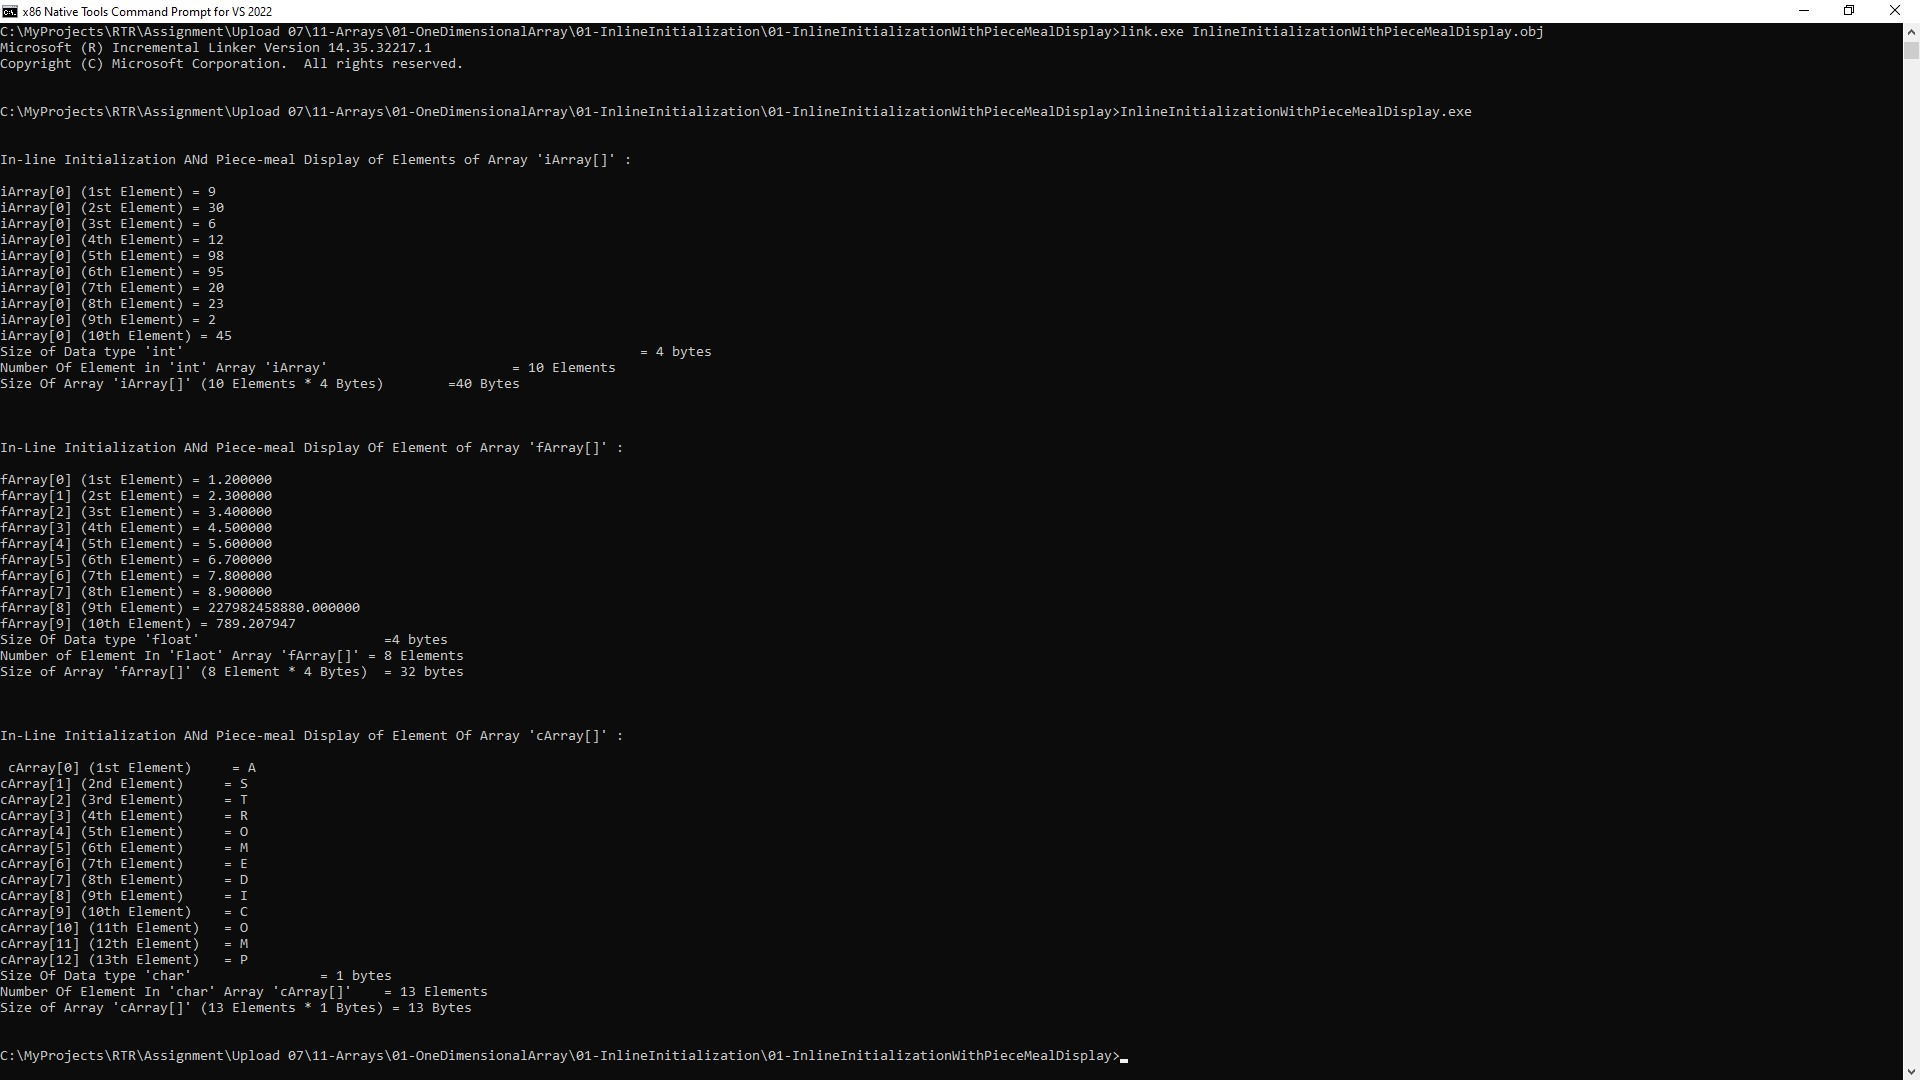 x86 Native Tools Command Prompt for VS 2022
C:\MyProjects\RTR\Assignment\Upload 07\11-Arrays\01-OneDimensionalArray\01-InlineInitialization\01-InlineInitializationWithPieceMealDisplay>link.exe InlineInitializationWithPieceMealDisplay.obj
Microsoft (R) Incremental Linker Version 14.35.32217.1
Copyright (C) Microsoft Corporation.  All rights reserved.
C:\MyProjects\RTR\Assignment\Upload 07\11-Arrays\01-OneDimensionalArray\01-InlineInitialization\01-InlineInitializationWithPieceMealDisplay>InlineInitializationWithPieceMealDisplay.exe
In-line Initialization ANd Piece-meal Display of Elements of Array 'iArray[]' :
iArray[0] (1st Element) = 9
iArray[0] (2st Element) = 30
iArray[0] (3st Element) = 6
iArray[0] (4th Element) = 12
iArray[0] (5th Element) = 98
iArray[0] (6th Element) = 95
iArray[0] (7th Element) = 20
iArray[0] (8th Element) = 23
iArray[0] (9th Element) = 2
iArray[0] (10th Element) = 45
Size of Data type 'int' = 4 bytes
Number Of Element in 'int' Array 'iArray' = 10 Elements
Size Of Array 'iArray[]' (10 Elements * 4 Bytes) =40 Bytes
In-Line Initialization ANd Piece-meal Display Of Element of Array 'fArray[]' :
fArray[0] (1st Element) = 1.200000
fArray[1] (2st Element) = 2.300000
fArray[2] (3st Element) = 3.400000
fArray[3] (4th Element) = 4.500000
fArray[4] (5th Element) = 5.600000
fArray[5] (6th Element) = 6.700000
fArray[6] (7th Element) = 7.800000
fArray[7] (8th Element) = 8.900000
fArray[8] (9th Element) = 227982458880.000000
fArray[9] (10th Element) = 789.207947
Size Of Data type 'float' =4 bytes
Number of Element In 'Flaot' Array 'fArray[]' = 8 Elements
Size of Array 'fArray[]' (8 Element * 4 Bytes)  = 32 bytes
In-Line Initialization ANd Piece-meal Display of Element Of Array 'cArray[]' :
cArray[0] (1st Element) = A
cArray[1] (2nd Element) = S
cArray[2] (3rd Element) = T
cArray[3] (4th Element) = R
cArray[4] (5th Element) = O
cArray[5] (6th Element) = M
cArray[6] (7th Element) = E
cArray[7] (8th Element) = D
cArray[8] (9th Element) = I
cArray[9] (10th Element) = C
cArray[10] (11th Element) = O
cArray[11] (12th Element) = M
cArray[12] (13th Element) = P
Size Of Data type 'char' = 1 bytes
Number Of Element In 'char' Array 'cArray[]' = 13 Elements
Size of Array 'cArray[]' (13 Elements * 1 Bytes) = 13 Bytes
C:\MyProjects\RTR\Assignment\Upload 07\11-Arrays\01-OneDimensionalArray\01-InlineInitialization\01-InlineInitializationWithPieceMealDisplay>